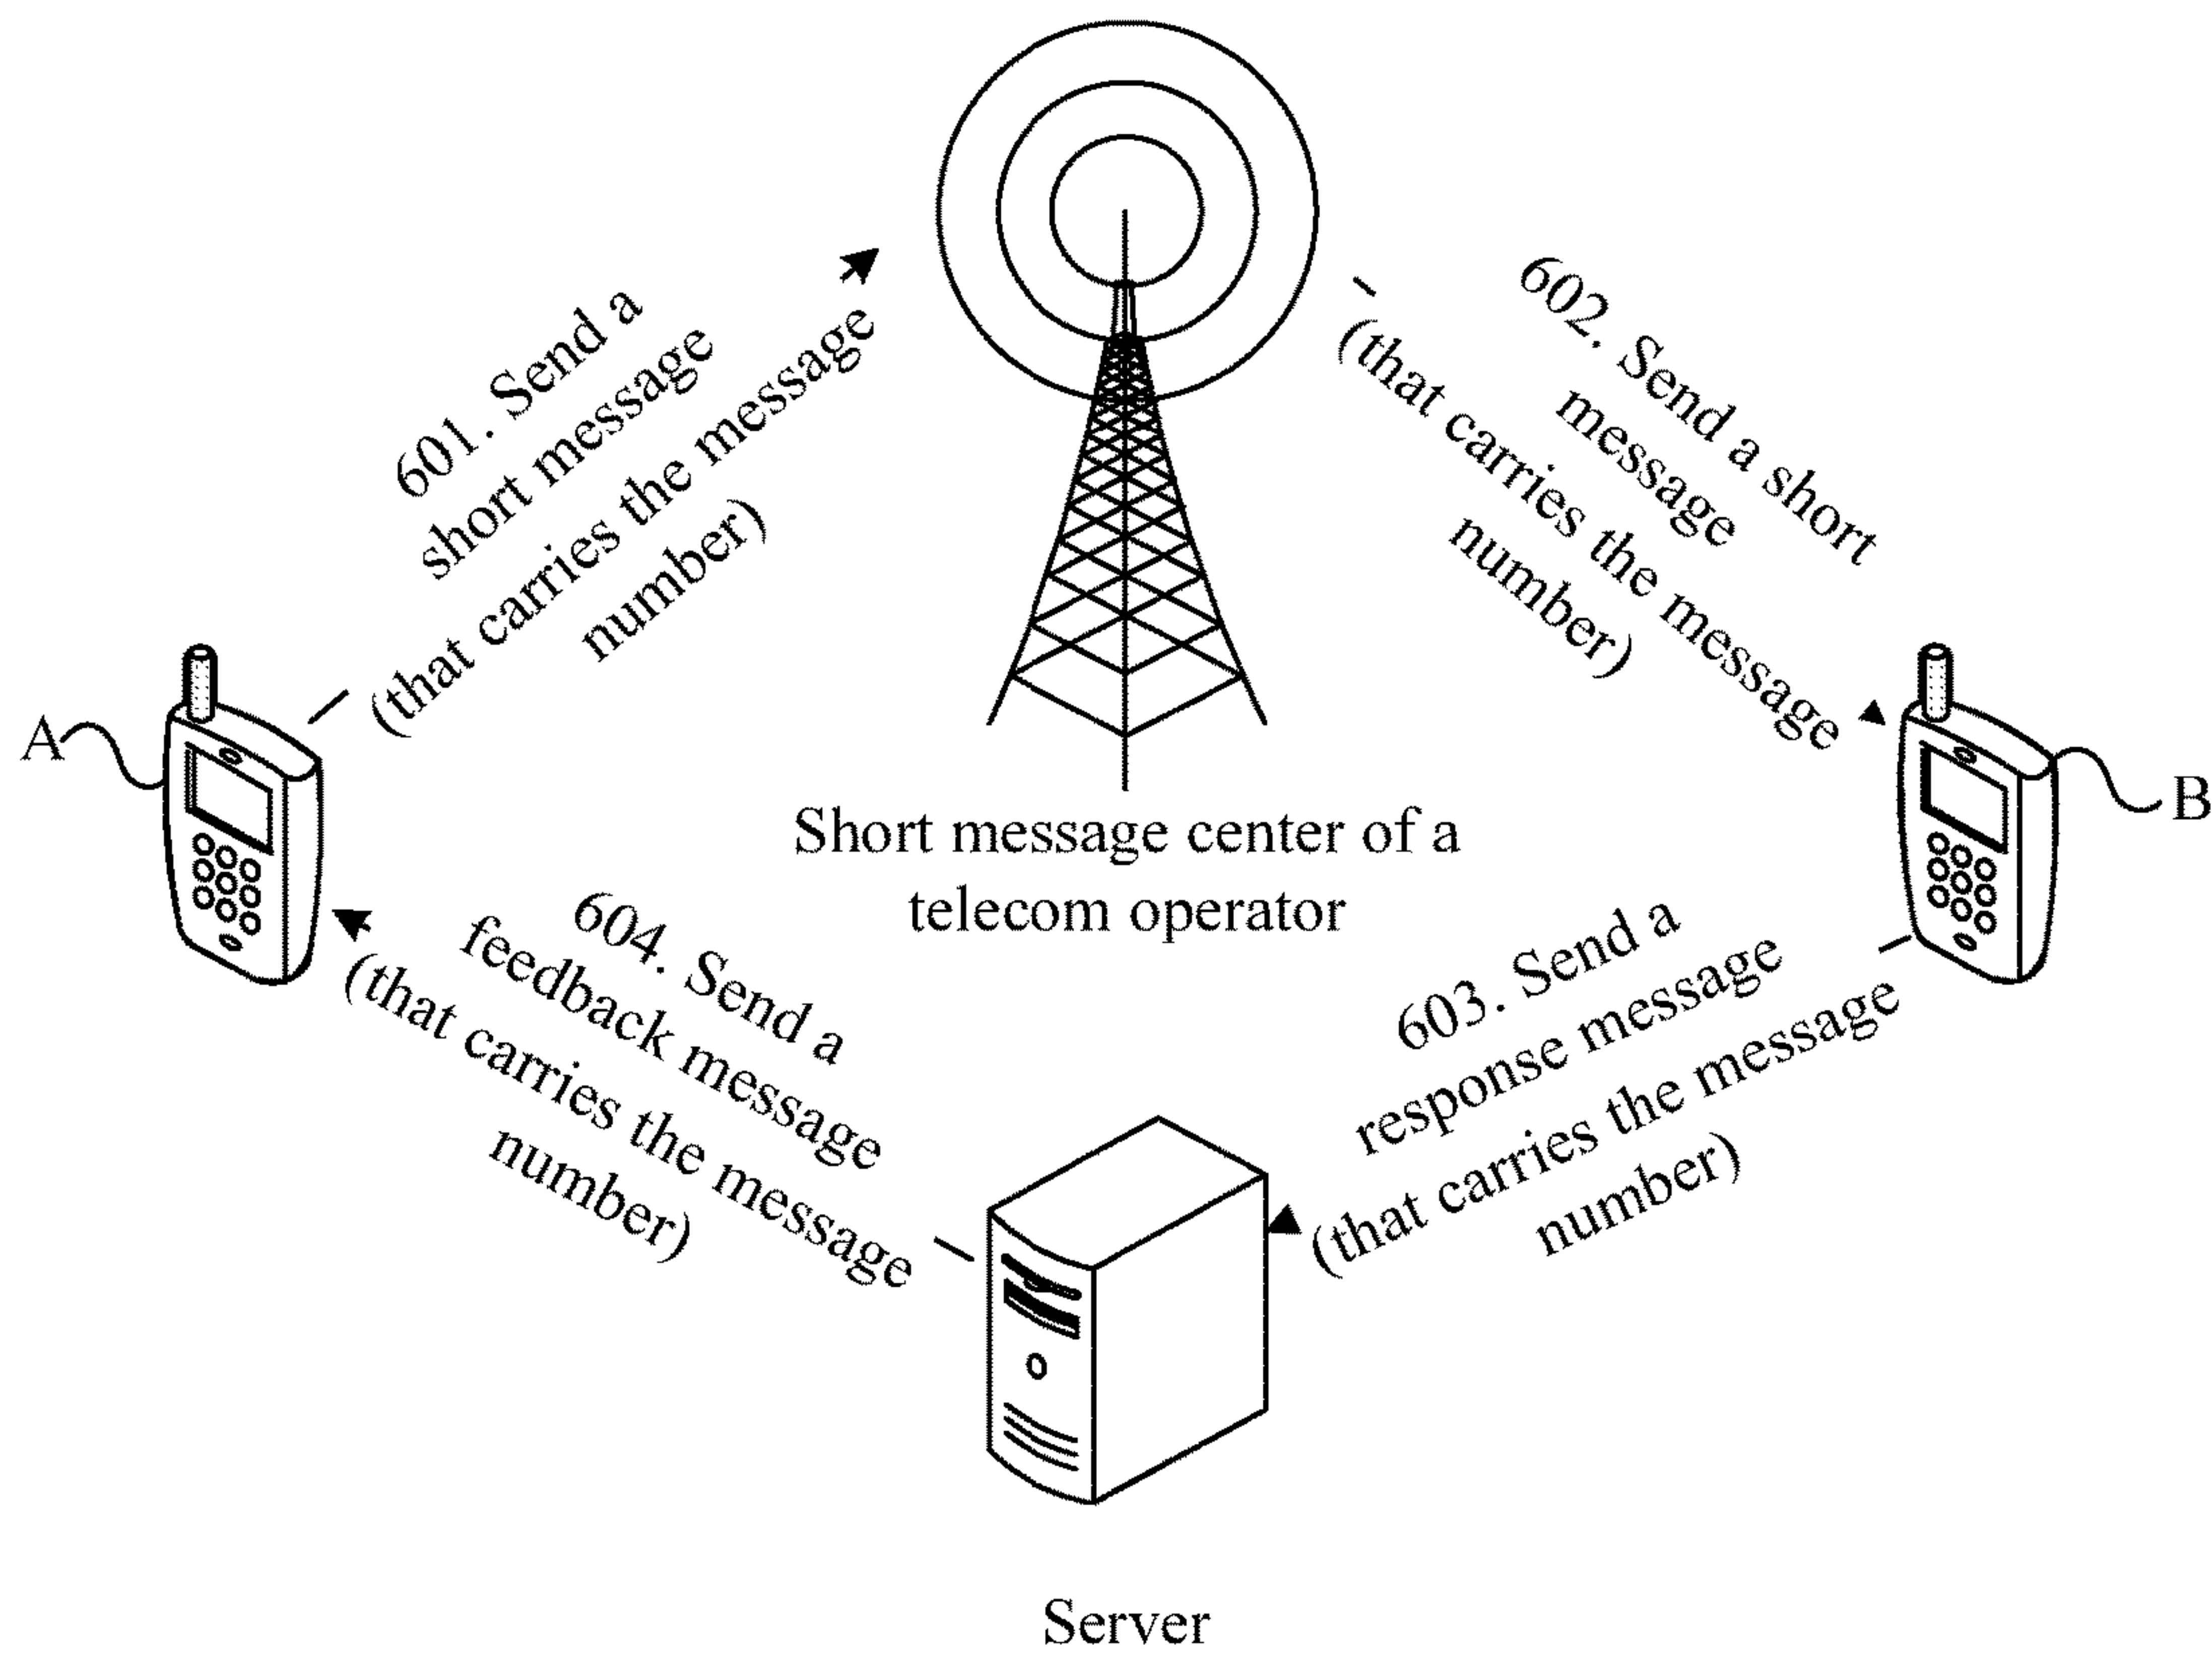 601. Send a
short message
(that carries the message
number)
602. Send a short
message
(that carries the message
number)
A
B
Short message center of a
telecom operator
603. Send a
response message
(that carries the message
number)
604. Send a
feedback message
(that carries the message
number)
Server